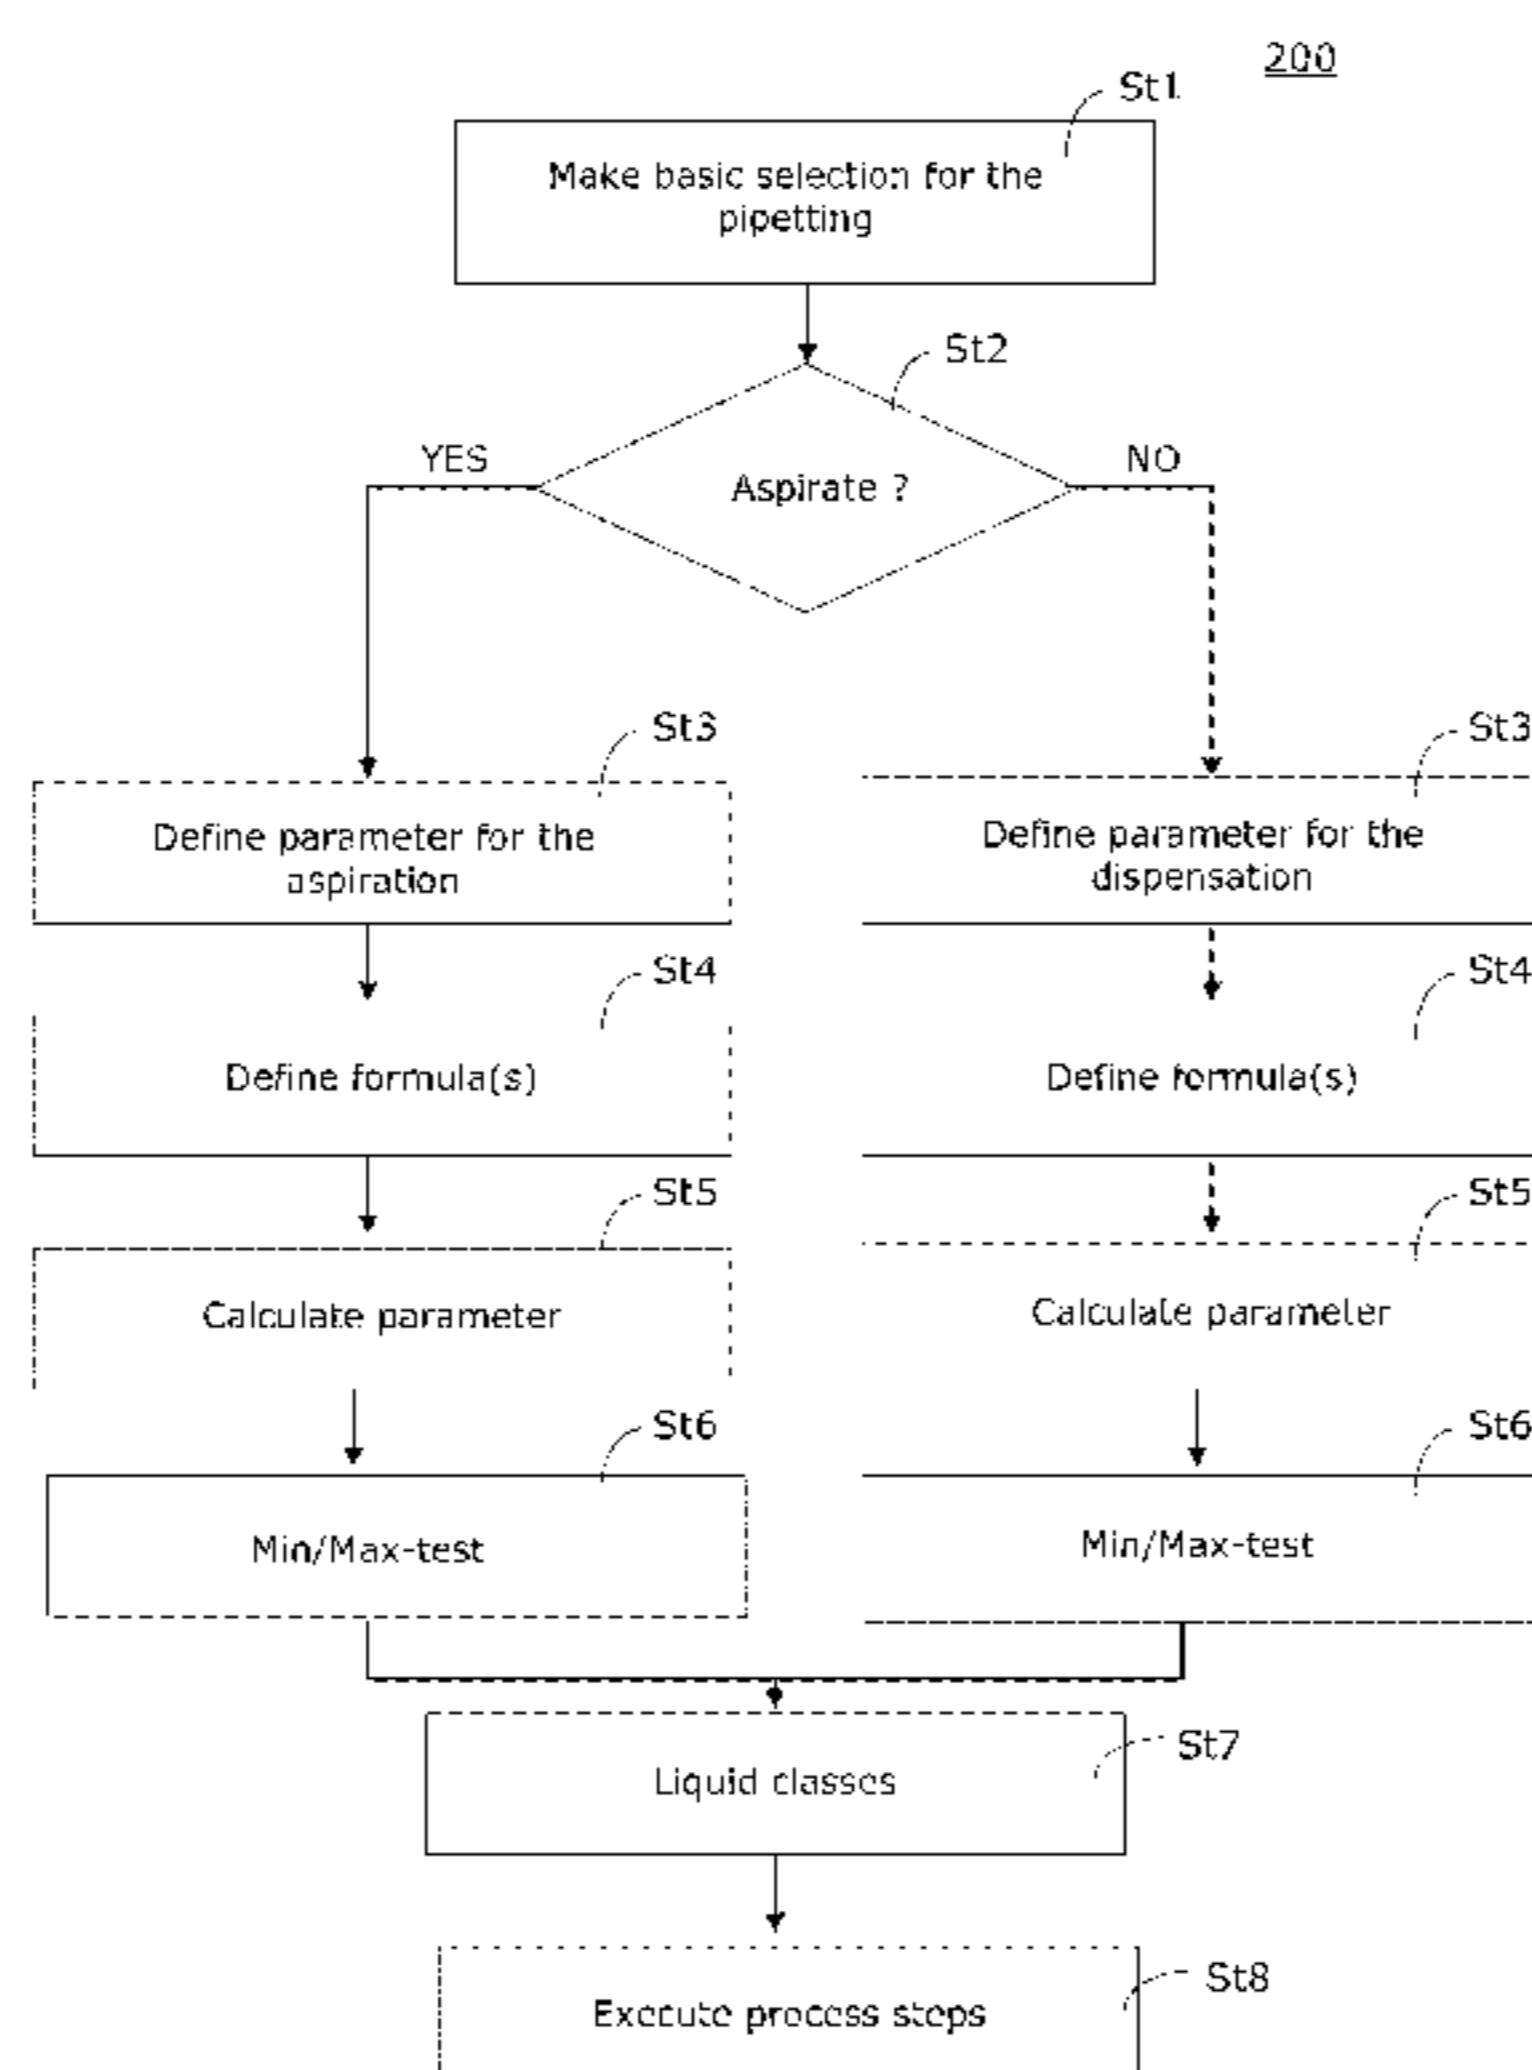 200
St1
Make basic selection for the
pipetting
St2
YES
Aspirate ?
NO
St3
Define parameter for the
aspiration
St3
Define parameter for the
dispensation
St4
Define formula(s)
St4
Define formula(s)
St5
Calculate parameter
St5
Calculate parameter
St6
Min/Max-test
St6
Min/Max-test
St7
Liquid classes
St8
Execute process steps